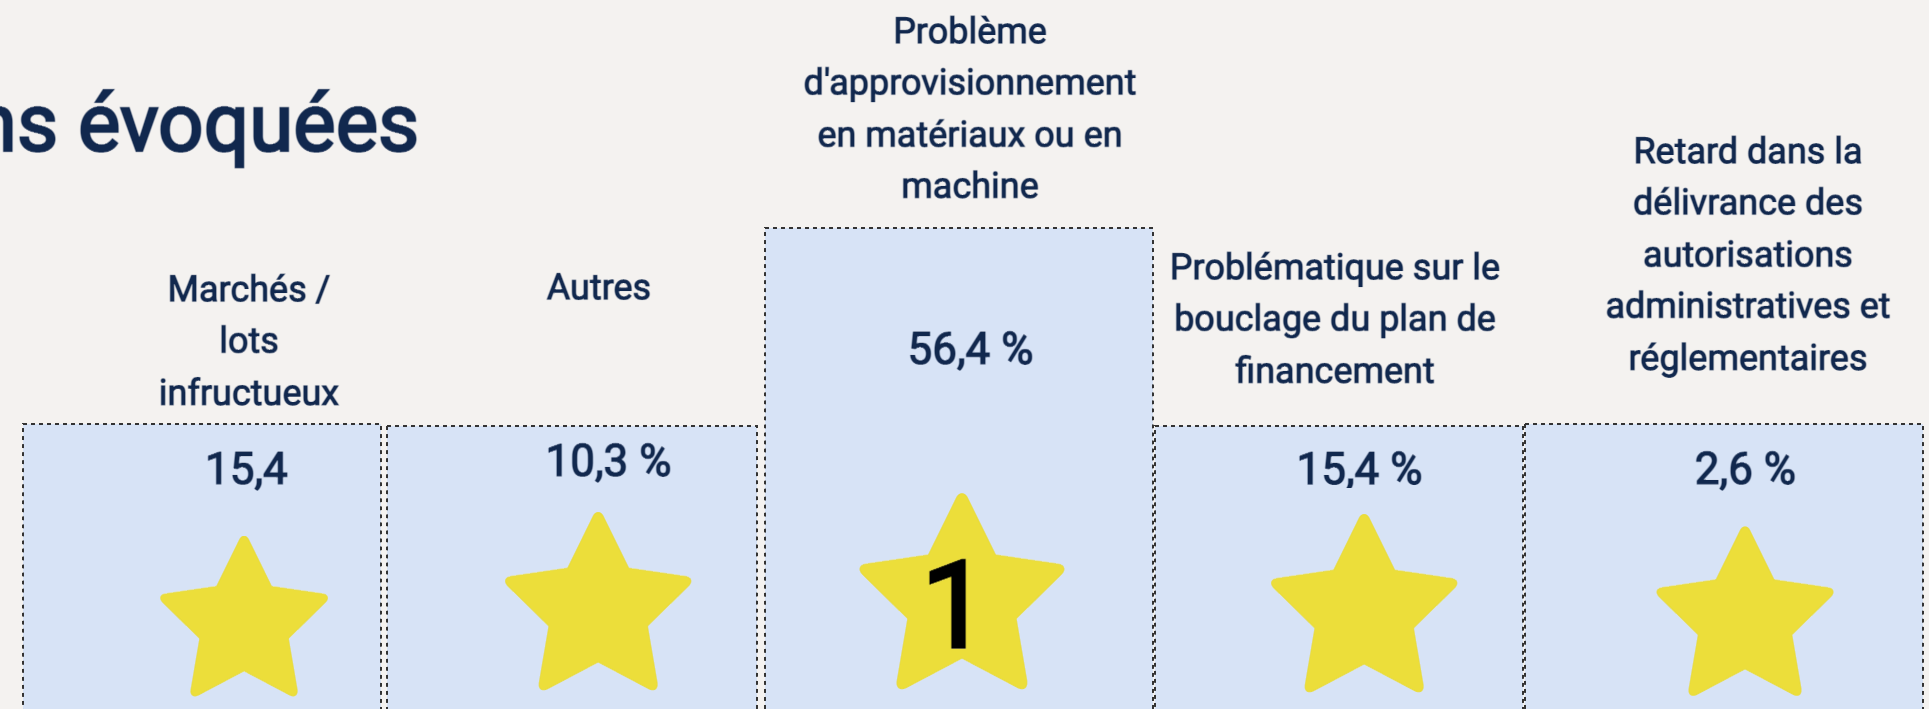 ns évoquées
Marchés /
lots
infructueux
15,4
Autres
10,3 %
Problème
d'approvisionnement
en matériaux ou en
machine
56,4 %
1
Problématique sur le
bouclage du plan de
financement
15,4 %
Retard dans la
délivrance des
autorisations
administratives et
réglementaires
2,6 %